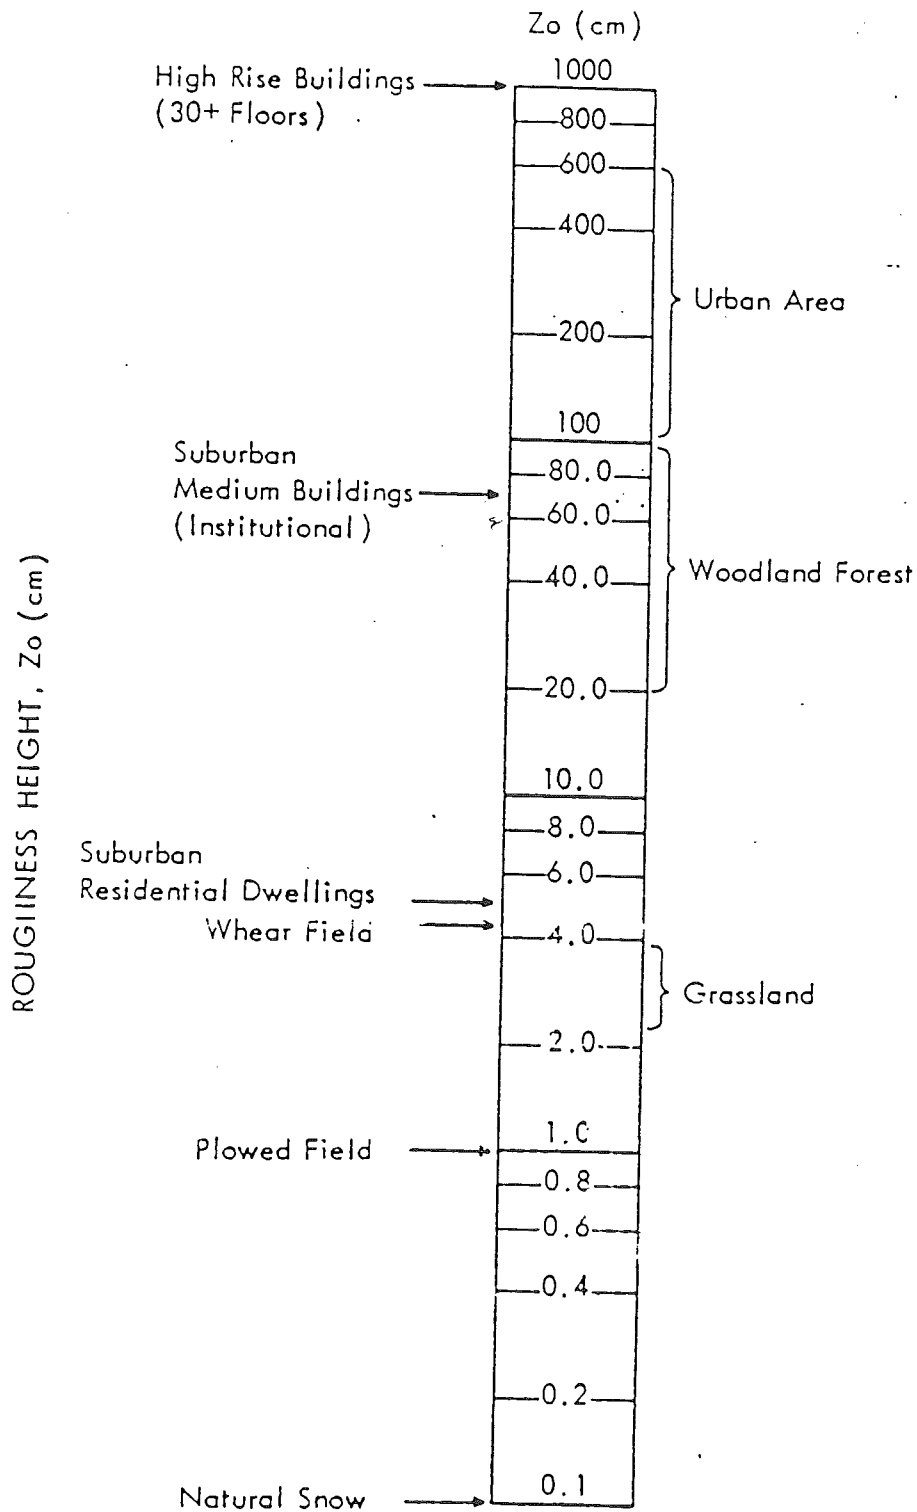 Zo (cm)
High Rise Buildings
(30+ Floors)
1000
800
600
400
Urban Area
200
100
Suburban
Medium Buildings
(Institutional)
80.0
60.0
Woodland Forest
40.0
20.0
10.0
8.0
Suburban
Residential Dwellings
6.0
Whear Field
4.0
Grassland
2.0
1.0
Plowed Field
0.8
0.6
0.4
0.2
0.1
Natural Snow
ROUGIINESS HEIGHT, Zo (cm)